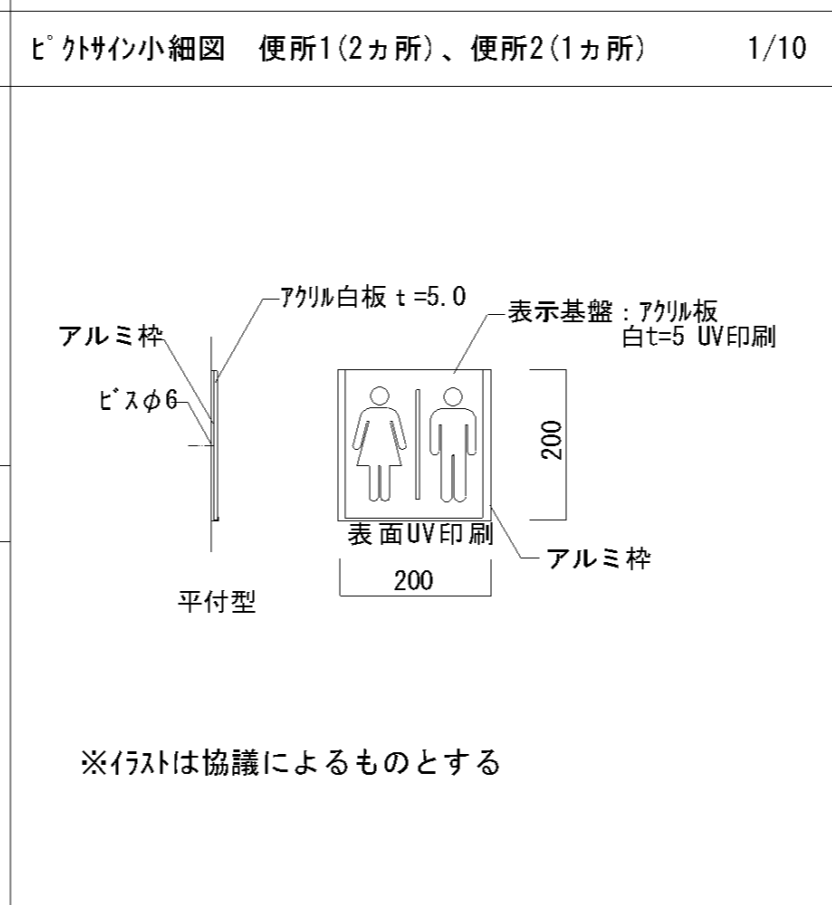 ﾋﾟｸﾄｻｲﾝ小細図 便所1(2ヵ所)、便所2(1ヵ所) 1/10
ｱｸﾘﾙ白板 t=5.0
表示基盤：ｱｸﾘﾙ板
白t=5 UV印刷
アルミ枠
ﾋﾞｽφ6
200
表面UV印刷
アルミ枠
200
平付型
※ｲﾗｽﾄは協議によるものとする